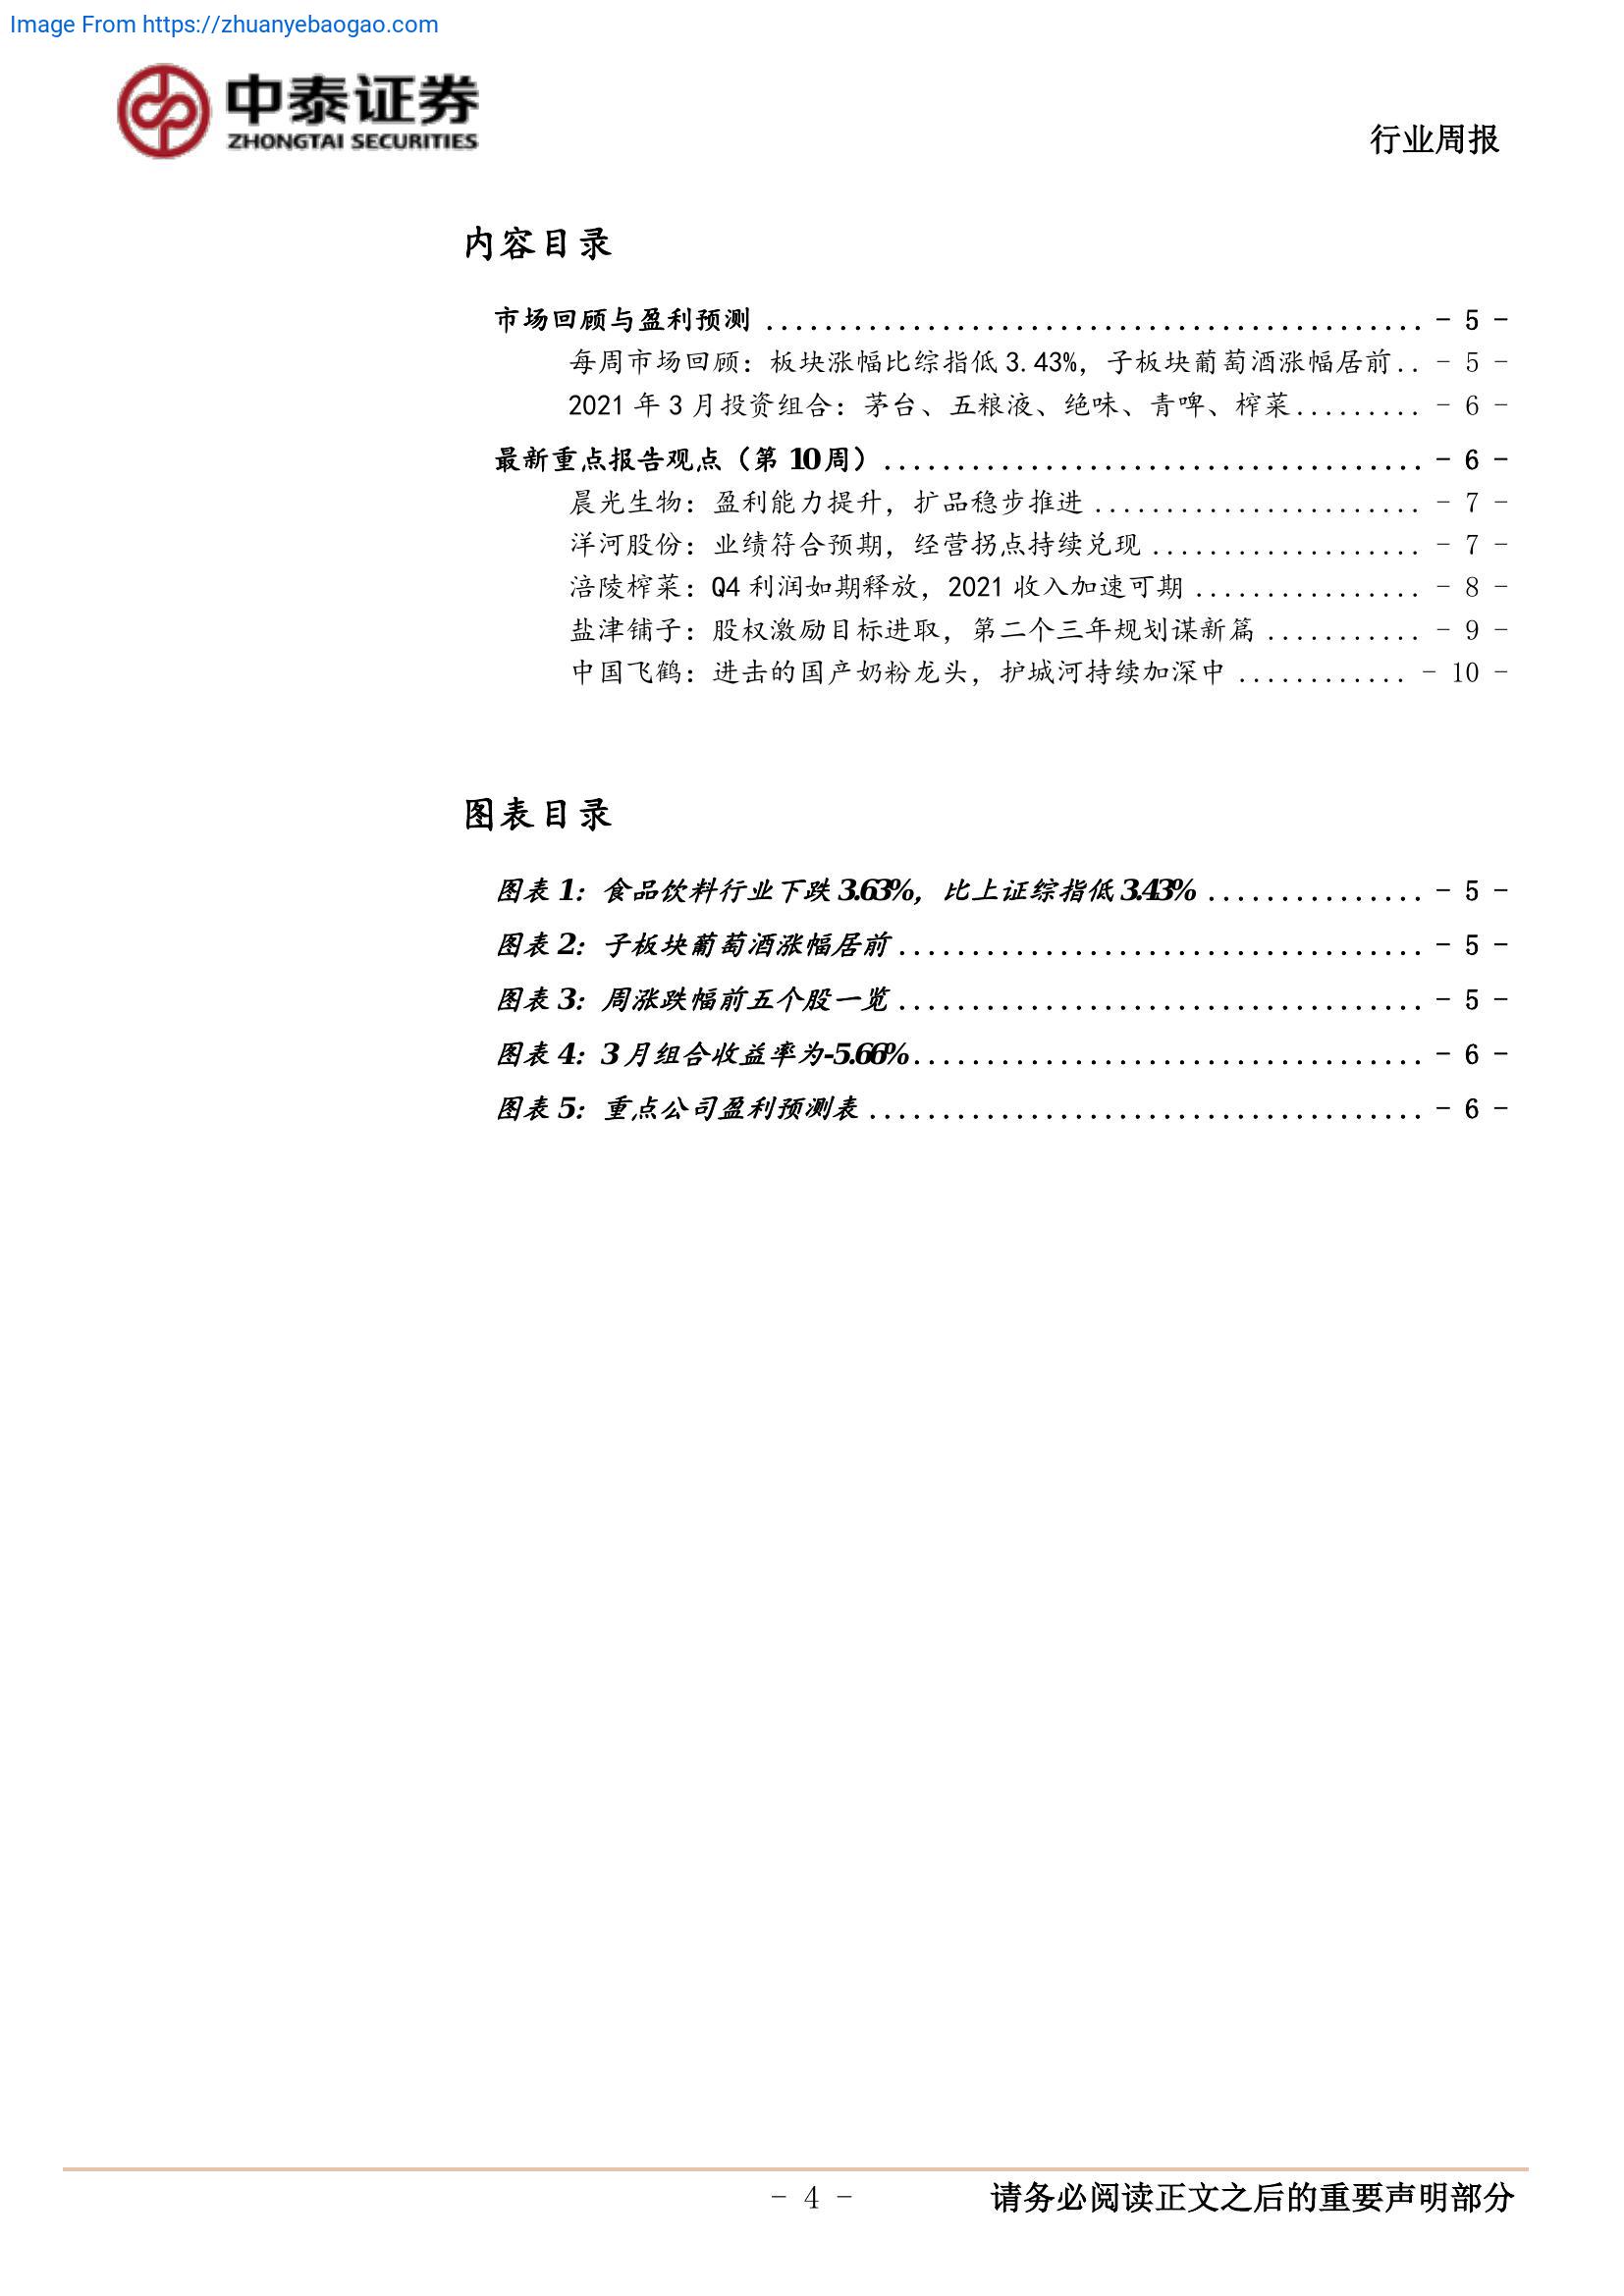 Image From https://zhuanyebaogao.com
中泰证券
ZHONGTAI SECURITIES
行业周报
内容目录
市场回顾与盈利预测 ............................................. - 5 -
每周市场回顾：板块涨幅比综指低 3.43%，子板块葡萄酒涨幅居前.. - 5 -
2021 年 3 月投资组合：茅台、五粮液、绝味、青啤、榨菜......... - 6 -
最新重点报告观点（第 10 周）..................................... - 6 -
晨光生物：盈利能力提升，扩品稳步推进 ....................... - 7 -
洋河股份：业绩符合预期，经营拐点持续兑现 ................... - 7 -
涪陵榨菜：Q4 利润如期释放，2021 收入加速可期 ................ - 8 -
盐津铺子：股权激励目标进取，第二个三年规划谋新篇 ........... - 9 -
中国飞鹤：进击的国产奶粉龙头，护城河持续加深中 ............ - 10 -
图表目录
图表 1：食品饮料行业下跌 3.63%，比上证综指低 3.43% ............... - 5 -
图表 2：子板块葡萄酒涨幅居前 .................................... - 5 -
图表 3：周涨跌幅前五个股一览 .................................... - 5 -
图表 4：3 月组合收益率为-5.66%................................... - 6 -
图表 5：重点公司盈利预测表 ...................................... - 6 -
- 4 -
请务必阅读正文之后的重要声明部分